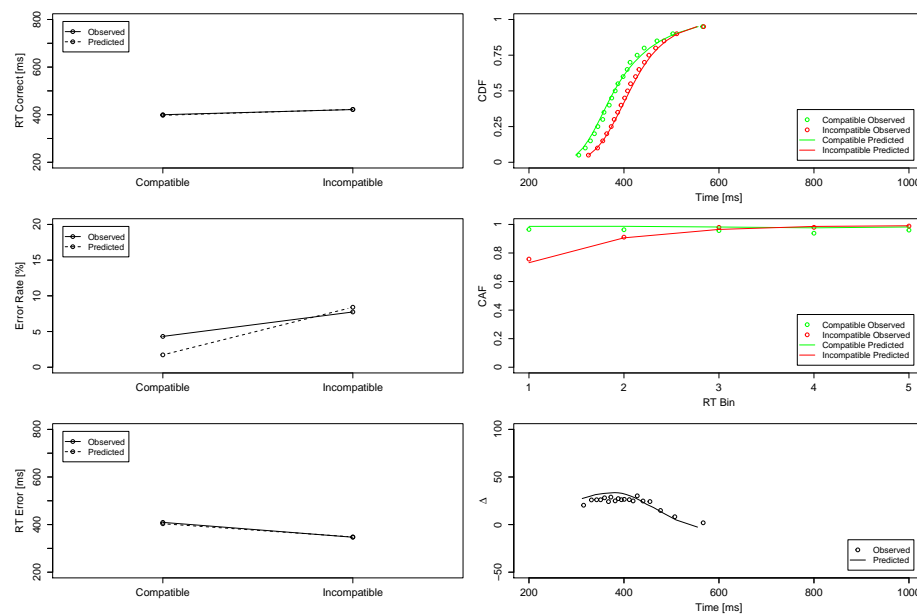 RT Correct [ms]
800
600
400
200
Observed
Predicted
Compatible
Incompatible
CDF
0.75
0.5
0.25
0
Compatible Observed
Incompatible Observed
Compatible Predicted
Incompatible Predicted
200
400
600
800
1000
Time [ms]
Error Rate [%]
20
15
10
5
0
Observed
Predicted
Compatible
Incompatible
CAF
1
0.8
0.6
0.4
0.2
0
Compatible Observed
Incompatible Observed
Compatible Predicted
Incompatible Predicted
1
2
3
4
5
RT Bin
RT Error [ms]
800
600
400
200
Observed
Predicted
Compatible
Incompatible
Δ
100
50
0
−50
Observed
Predicted
200
400
600
800
1000
Time [ms]